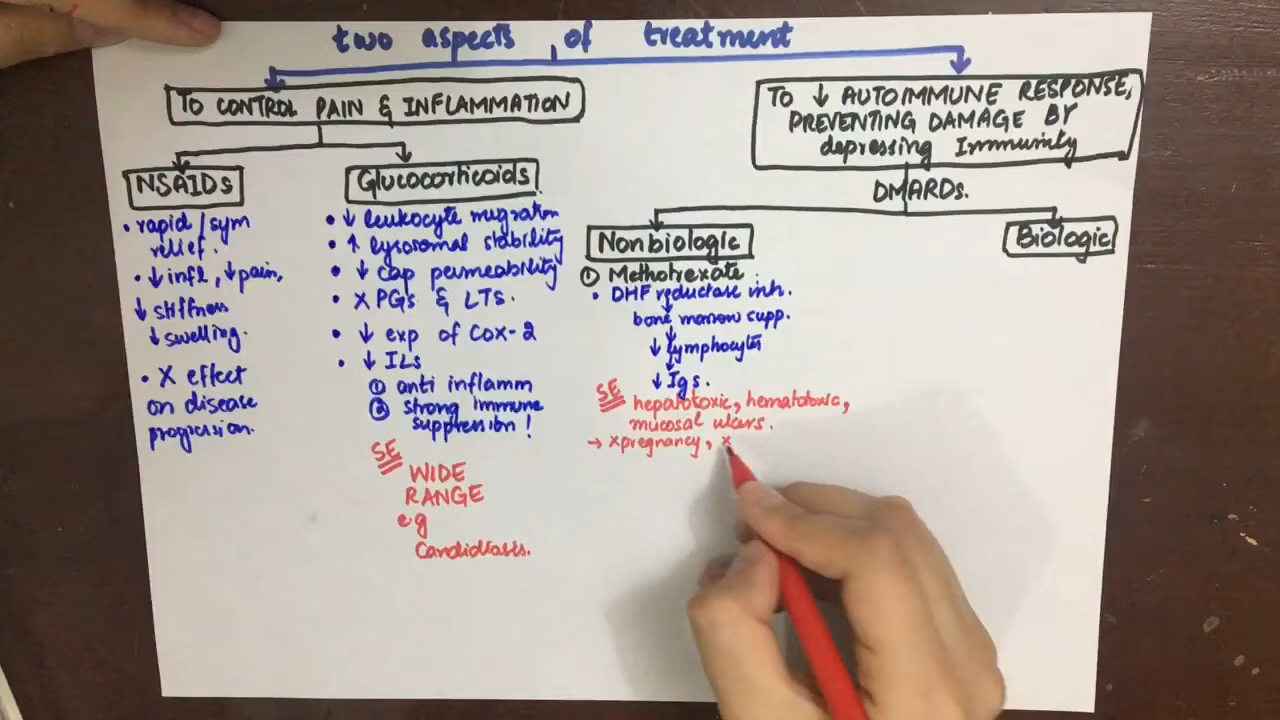 two aspects of treatment
TO CONTROL PAIN & INFLAMMATION
NSAIDs
• rapid / sym
relief.
• ↓ infl, ↓ pain,
↓ stiffness
↓ swelling.
• X effect
on disease
progression.
Glucocorticoids
• ↓ leukocyte migration
• ↑ lysosomal stability
• ↓ cap permeability
• X PGs & LTS.
• ↓ exp of Cox-2
• ↓ ILs
① anti inflamm
② strong immune
suppression!
SE
WIDE
RANGE
eg
Candidiasis.
TO ↓ AUTOIMMUNE RESPONSE,
PREVENTING DAMAGE BY
depressing Immunity
DMARDs.
Nonbiologic
① Methotrexate
• DHF reductase inh.
↓
bone marrow supp.
↓
↓ lymphocytes
↓
↓ Igs.
SE
hepatotoxic, hematotoxic,
mucosal ulcers.
→ x pregnancy, x
Biologic